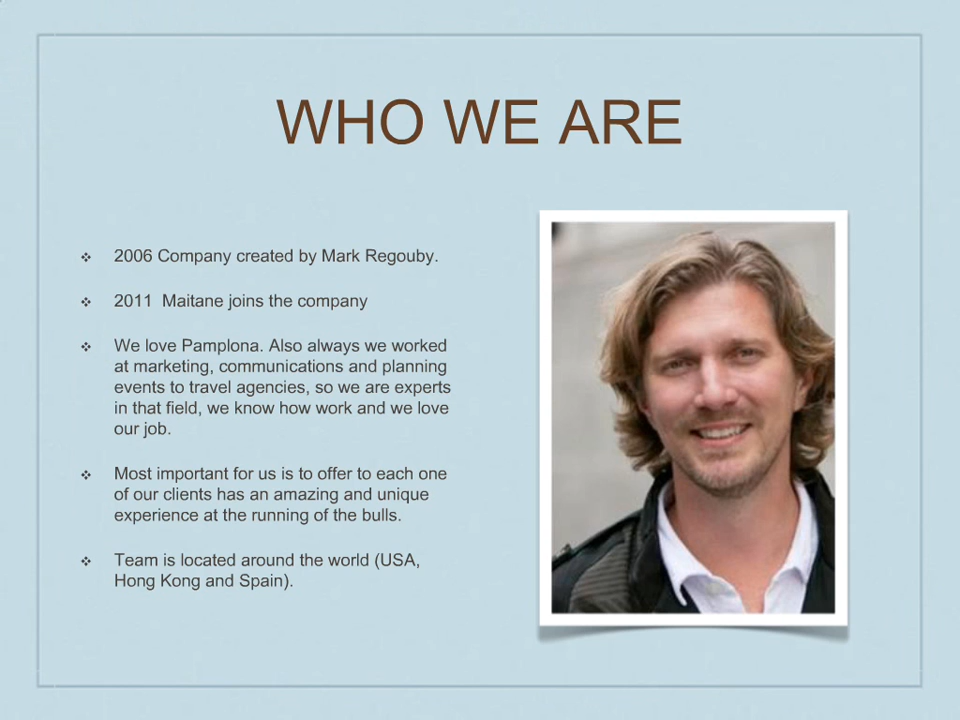 WHO WE ARE
❖ 2006 Company created by Mark Regouby.
❖ 2011 Maitane joins the company
❖ We love Pamplona. Also always we worked
at marketing, communications and planning
events to travel agencies, so we are experts
in that field, we know how work and we love
our job.
❖ Most important for us is to offer to each one
of our clients has an amazing and unique
experience at the running of the bulls.
❖ Team is located around the world (USA,
Hong Kong and Spain).